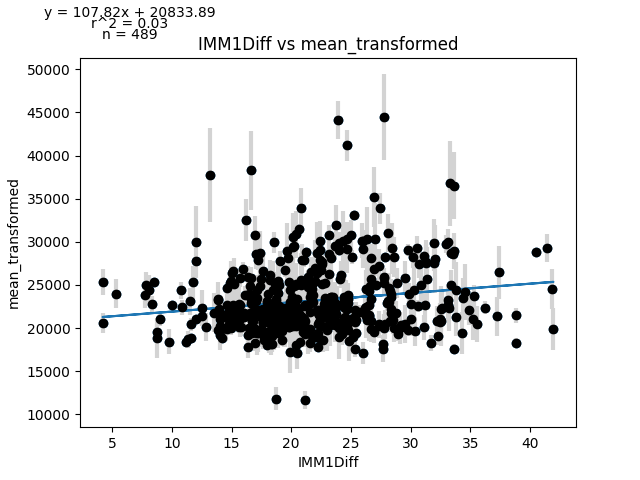 y = 107.82x + 20833.89
r^2 = 0.03
n = 489
IMM1Diff vs mean_transformed
50000
45000
40000
35000
30000
25000
20000
15000
10000
mean_transformed
5 10 15 20 25 30 35 40
IMM1Diff